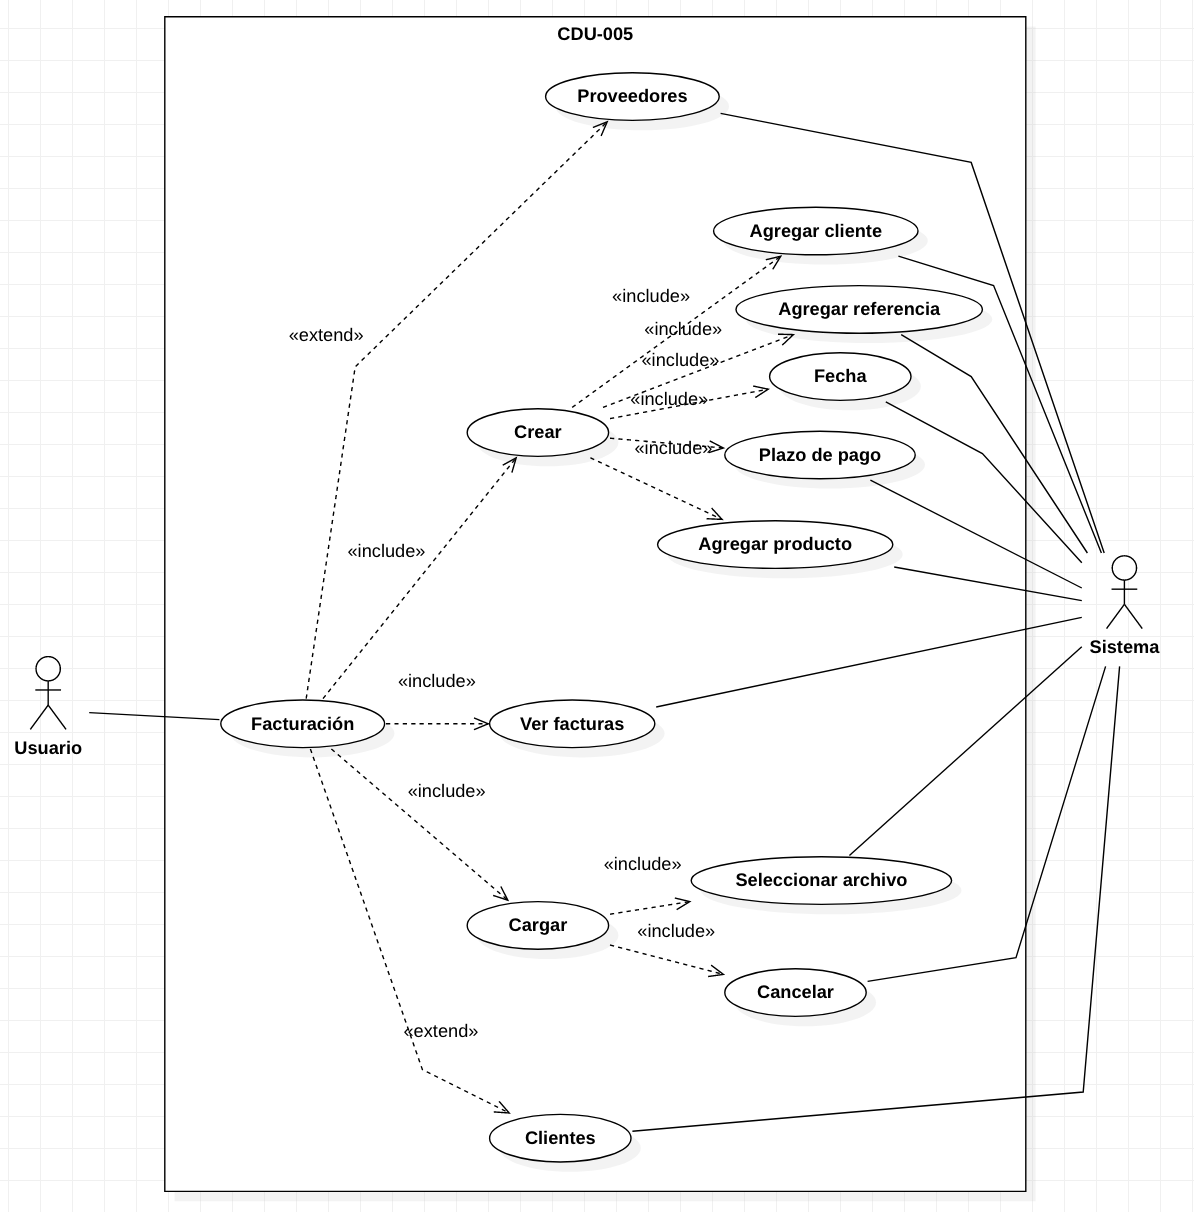 CDU-005
Proveedores
Agregar cliente
«include»
Agregar referencia
«include»
«extend»
«include»
Fecha
«include»
Crear
«include»
Plazo de pago
Agregar producto
«include»
Sistema
«include»
Facturación
Ver facturas
Usuario
«include»
«include»
Seleccionar archivo
Cargar
«include»
Cancelar
«extend»
Clientes